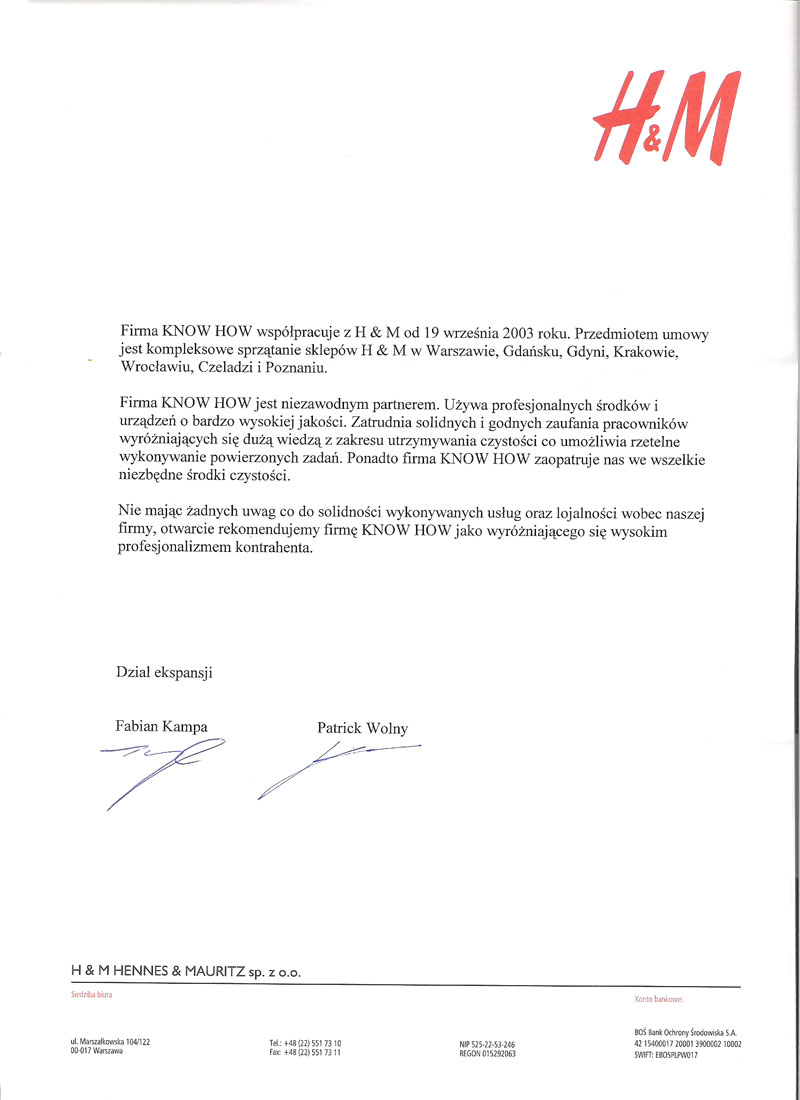 H&M
Firma KNOW HOW współpracuje z H & M od 19 września 2003 roku. Przedmiotem umowy
jest kompleksowe sprzątanie sklepów H & M w Warszawie, Gdańsku, Gdyni, Krakowie,
Wrocławiu, Czeladzi i Poznaniu.
Firma KNOW HOW jest niezawodnym partnerem. Używa profesjonalnych środków i
urządzeń o bardzo wysokiej jakości. Zatrudnia solidnych i godnych zaufania pracowników
wyróżniających się dużą wiedzą z zakresu utrzymywania czystości co umożliwia rzetelne
wykonywanie powierzonych zadań. Ponadto firma KNOW HOW zaopatruje nas we wszelkie
niezbędne środki czystości.
Nie mając żadnych uwag co do solidności wykonywanych usług oraz lojalności wobec naszej
firmy, otwarcie rekomendujemy firmę KNOW HOW jako wyróżniającego się wysokim
profesjonalizmem kontrahenta.
Dzial ekspansji
Fabian Kampa Patrick Wolny
H & M HENNES & MAURITZ sp. z o.o.
Siedziba biura Konto bankowe:
ul. Marszałkowska 104/122 Tel.: +48 (22) 551 73 10 NIP 525-22-53-246 BOŚ Bank Ochrony Środowiska S.A.
00-017 Warszawa Fax: +48 (22) 551 73 11 REGON 015292063 42 15400017 20001 3900002 10002
SWIFT: EBOSPLPW017